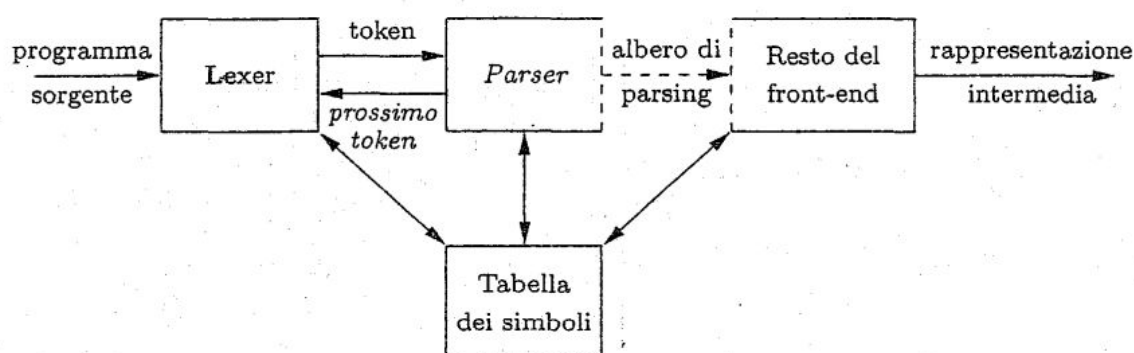 programma
sorgente
Lexer
token
prossimo
token
Parser
albero di
parsing
Resto del
front-end
rappresentazione
intermedia
Tabella
dei simboli